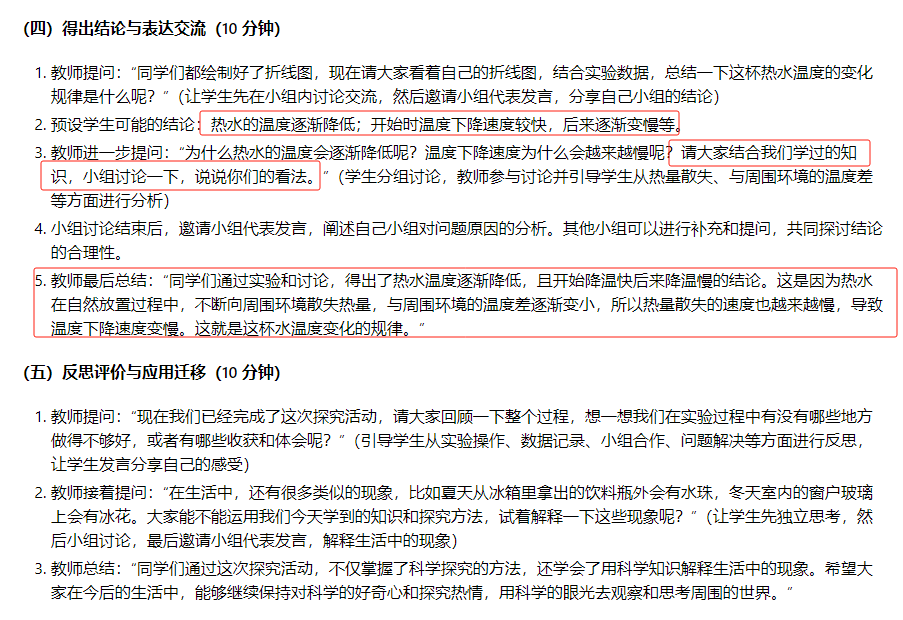 (四)得出结论与表达交流(10 分钟)
1. 教师提问:“同学们都绘制好了折线图,现在请大家看着自己的折线图,结合实验数据,总结一下这杯热水温度的变化
规律是什么呢?”(让学生先在小组内讨论交流,然后邀请小组代表发言,分享自己小组的结论)
2. 预设学生可能的结论:热水的温度逐渐降低;开始时温度下降速度较快,后来逐渐变慢等。
3. 教师进一步提问:“为什么热水的温度会逐渐降低呢?温度下降速度为什么会越来越慢呢?请大家结合我们学过的知
识,小组讨论一下,说说你们的看法。”(学生分组讨论,教师参与讨论并引导学生从热量散失、与周围环境的温度差
等方面进行分析)
4. 小组讨论结束后,邀请小组代表发言,阐述自己小组对问题原因的分析。其他小组可以进行补充和提问,共同探讨结论
的合理性。
5. 教师最后总结:“同学们通过实验和讨论,得出了热水温度逐渐降低,且开始降温快后来降温慢的结论。这是因为热水
在自然放置过程中,不断向周围环境散失热量,与周围环境的温度差逐渐变小,所以热量散失的速度也越来越慢,导致
温度下降速度变慢。这就是这杯水温度变化的规律。”
(五)反思评价与应用迁移(10 分钟)
1. 教师提问:“现在我们已经完成了这次探究活动,请大家回顾一下整个过程,想一想我们在实验过程中有没有哪些地方
做得不够好,或者有哪些收获和体会呢?”(引导学生从实验操作、数据记录、小组合作、问题解决等方面进行反思,
让学生发言分享自己的感受)
2. 教师接着提问:“在生活中,还有很多类似的现象,比如夏天从冰箱里拿出的饮料瓶外会有水珠,冬天室内的窗户玻璃
上会有冰花。大家能不能运用我们今天学到的知识和探究方法,试着解释一下这些现象呢?”(让学生先独立思考,然
后小组讨论,最后邀请小组代表发言,解释生活中的现象)
3. 教师总结:“同学们通过这次探究活动,不仅掌握了科学探究的方法,还学会了用科学知识解释生活中的现象。希望大
家在今后的生活中,能够继续保持对科学的好奇心和探究热情,用科学的眼光去观察和思考周围的世界。”